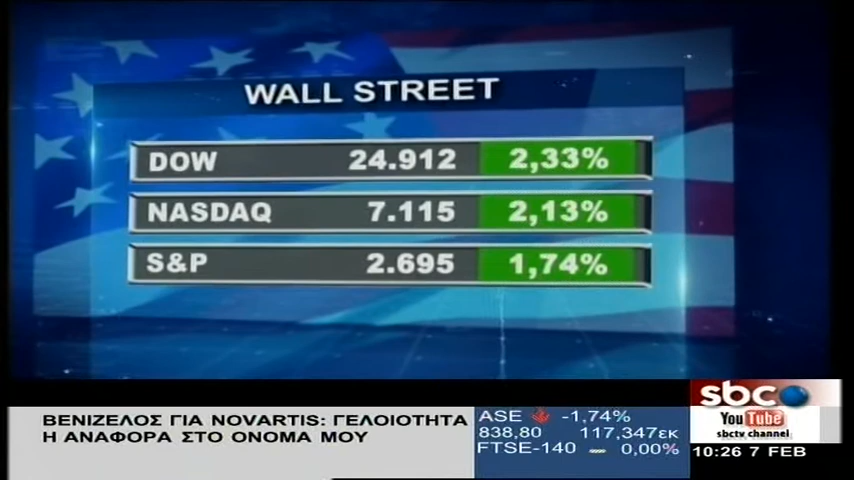 WALL STREET
DOW 24.912 2,33%
NASDAQ 7.115 2,13%
S&P 2.695 1,74%
ΒΕΝΙΖΕΛΟΣ ΓΙΑ NOVARTIS: ΓΕΛΟΙΟΤΗΤΑ
Η ΑΝΑΦΟΡΑ ΣΤΟ ΟΝΟΜΑ ΜΟΥ
ASE -1,74%
838,80 117,347εκ
FTSE-140 0,00%
sbc
YouTube
sbctv channel
10:26 7 FEB